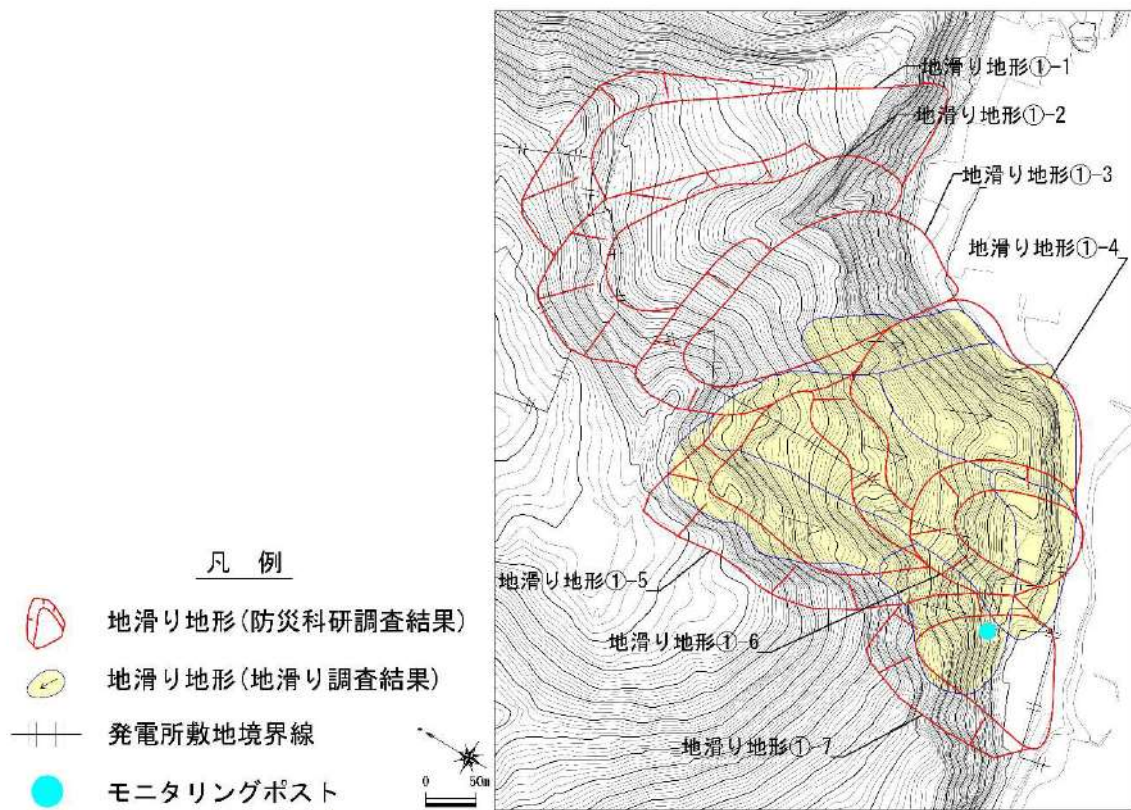 地滑り地形①-1
地滑り地形①-2
地滑り地形①-3
地滑り地形①-4
地滑り地形①-5
地滑り地形①-6
地滑り地形①-7
凡 例
地滑り地形(防災科研調査結果)
地滑り地形(地滑り調査結果)
発電所敷地境界線
モニタリングポスト
0 50m